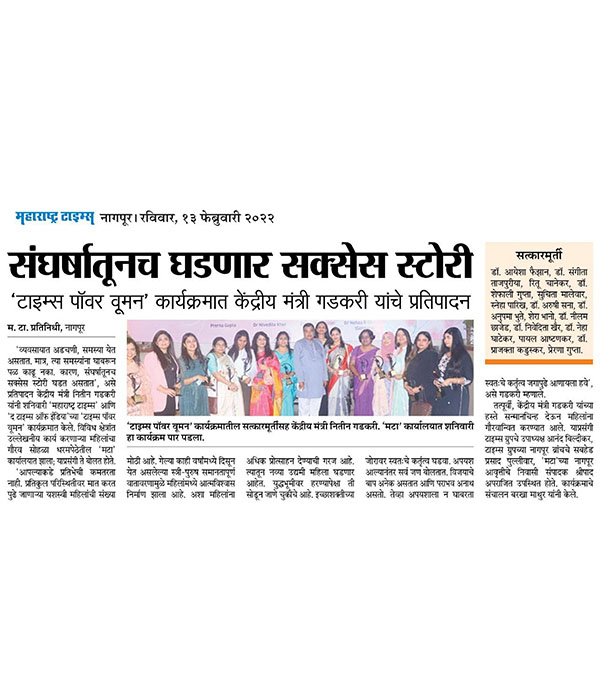 महाराष्ट्र टाइम्स् नागपूर। रविवार, १३ फेब्रुवारी २०२२
संघर्षातूनच घडणार सक्सेस स्टोरी
'टाइम्स पॉवर वूमन' कार्यक्रमात केंद्रीय मंत्री गडकरी यांचे प्रतिपादन
म. टा. प्रतिनिधी, नागपूर
'व्यवसायात अडचणी, समस्या येत
असतात. मात्र, त्या समस्यांना घाबरून
पळ काढू नका. कारण, संघर्षातूनच
सक्सेस स्टोरी घडत असतात', असे
प्रतिपादन केंद्रीय मंत्री नितीन गडकरी
यांनी शनिवारी 'महाराष्ट्र टाइम्स' आणि
'द टाइम्स ऑफ इंडिया'च्या 'टाइम्स पॉवर
वूमन' कार्यक्रमात केले. विविध क्षेत्रांत
उल्लेखनीय कार्य करणाऱ्या महिलांचा
गौरव सोहळा धरमपेठेतील 'मटा'
कार्यालयात झाला; याप्रसंगी ते बोलत होते.
'आपल्याकडे प्रतिभेची कमतरता
नाही. प्रतिकूल परिस्थितीवर मात करत
पुढे जाणाऱ्या यशस्वी महिलांची संख्या
Prerita Gupta
Dr Nivedita Kher
'टाइम्स पॉवर वूमन' कार्यक्रमातील सत्कारमूर्तींसह केंद्रीय मंत्री नितीन गडकरी. 'मटा' कार्यालयात शनिवारी
हा कार्यक्रम पार पडला.
मोठी आहे. गेल्या काही वर्षांमध्ये दिसून
येत असलेल्या स्त्री-पुरुष समानतापूर्ण
वातावरणामुळे महिलांमध्ये आत्मविश्वास
निर्माण झाला आहे. अशा महिलांना
अधिक प्रोत्साहन देण्याची गरज आहे.
त्यातून नव्या उद्यमी महिला घडणार
आहेत. युद्धभूमीवर हरण्यापेक्षा ती
सोडून जाणे चुकीचे आहे. इच्छाशक्तीच्या
जोरावर स्वतःचे कर्तृत्व घडवा. अपयश
आल्यानंतर सर्व जण बोलतात. विजयाचे
बाप अनेक असतात आणि पराभव अनाथ
असतो. तेव्हा अपयशाला न घाबरता
सत्कारमूर्ती
डॉ. आयेशा फैझान, डॉ. संगीता
ताजपुरीया, रितू चानेकर, डॉ.
शेफाली गुप्ता, सुचिता मालेवार,
स्नेहा पारिख, डॉ. अरुषी सना, डॉ.
अनुपमा भुते, शेरा भानो, डॉ. नीलम
छाजेड, डॉ. निवेदिता खेर, डॉ. नेहा
घाटेकर, पायल आष्टणकर, डॉ.
प्राजक्ता कडुस्कर, प्रेरणा गुप्ता.
स्वतःचे कर्तृत्व जगापुढे आणायला हवे',
असे गडकरी म्हणाले.
तत्पूर्वी, केंद्रीय मंत्री गडकरी यांच्या
हस्ते सन्मानचिन्ह देऊन महिलांना
गौरवान्वित करण्यात आले. याप्रसंगी
टाइम्स ग्रुपचे उपाध्यक्ष आनंद बिल्दीकर,
टाइम्स ग्रुपच्या नागपूर ब्रांचचे सबहेड
प्रसाद पुल्लीवार, 'मटा'च्या नागपूर
आवृत्तीचे निवासी संपादक श्रीपाद
अपराजित उपस्थित होते. कार्यक्रमाचे
संचालन बरखा माथुर यांनी केले.